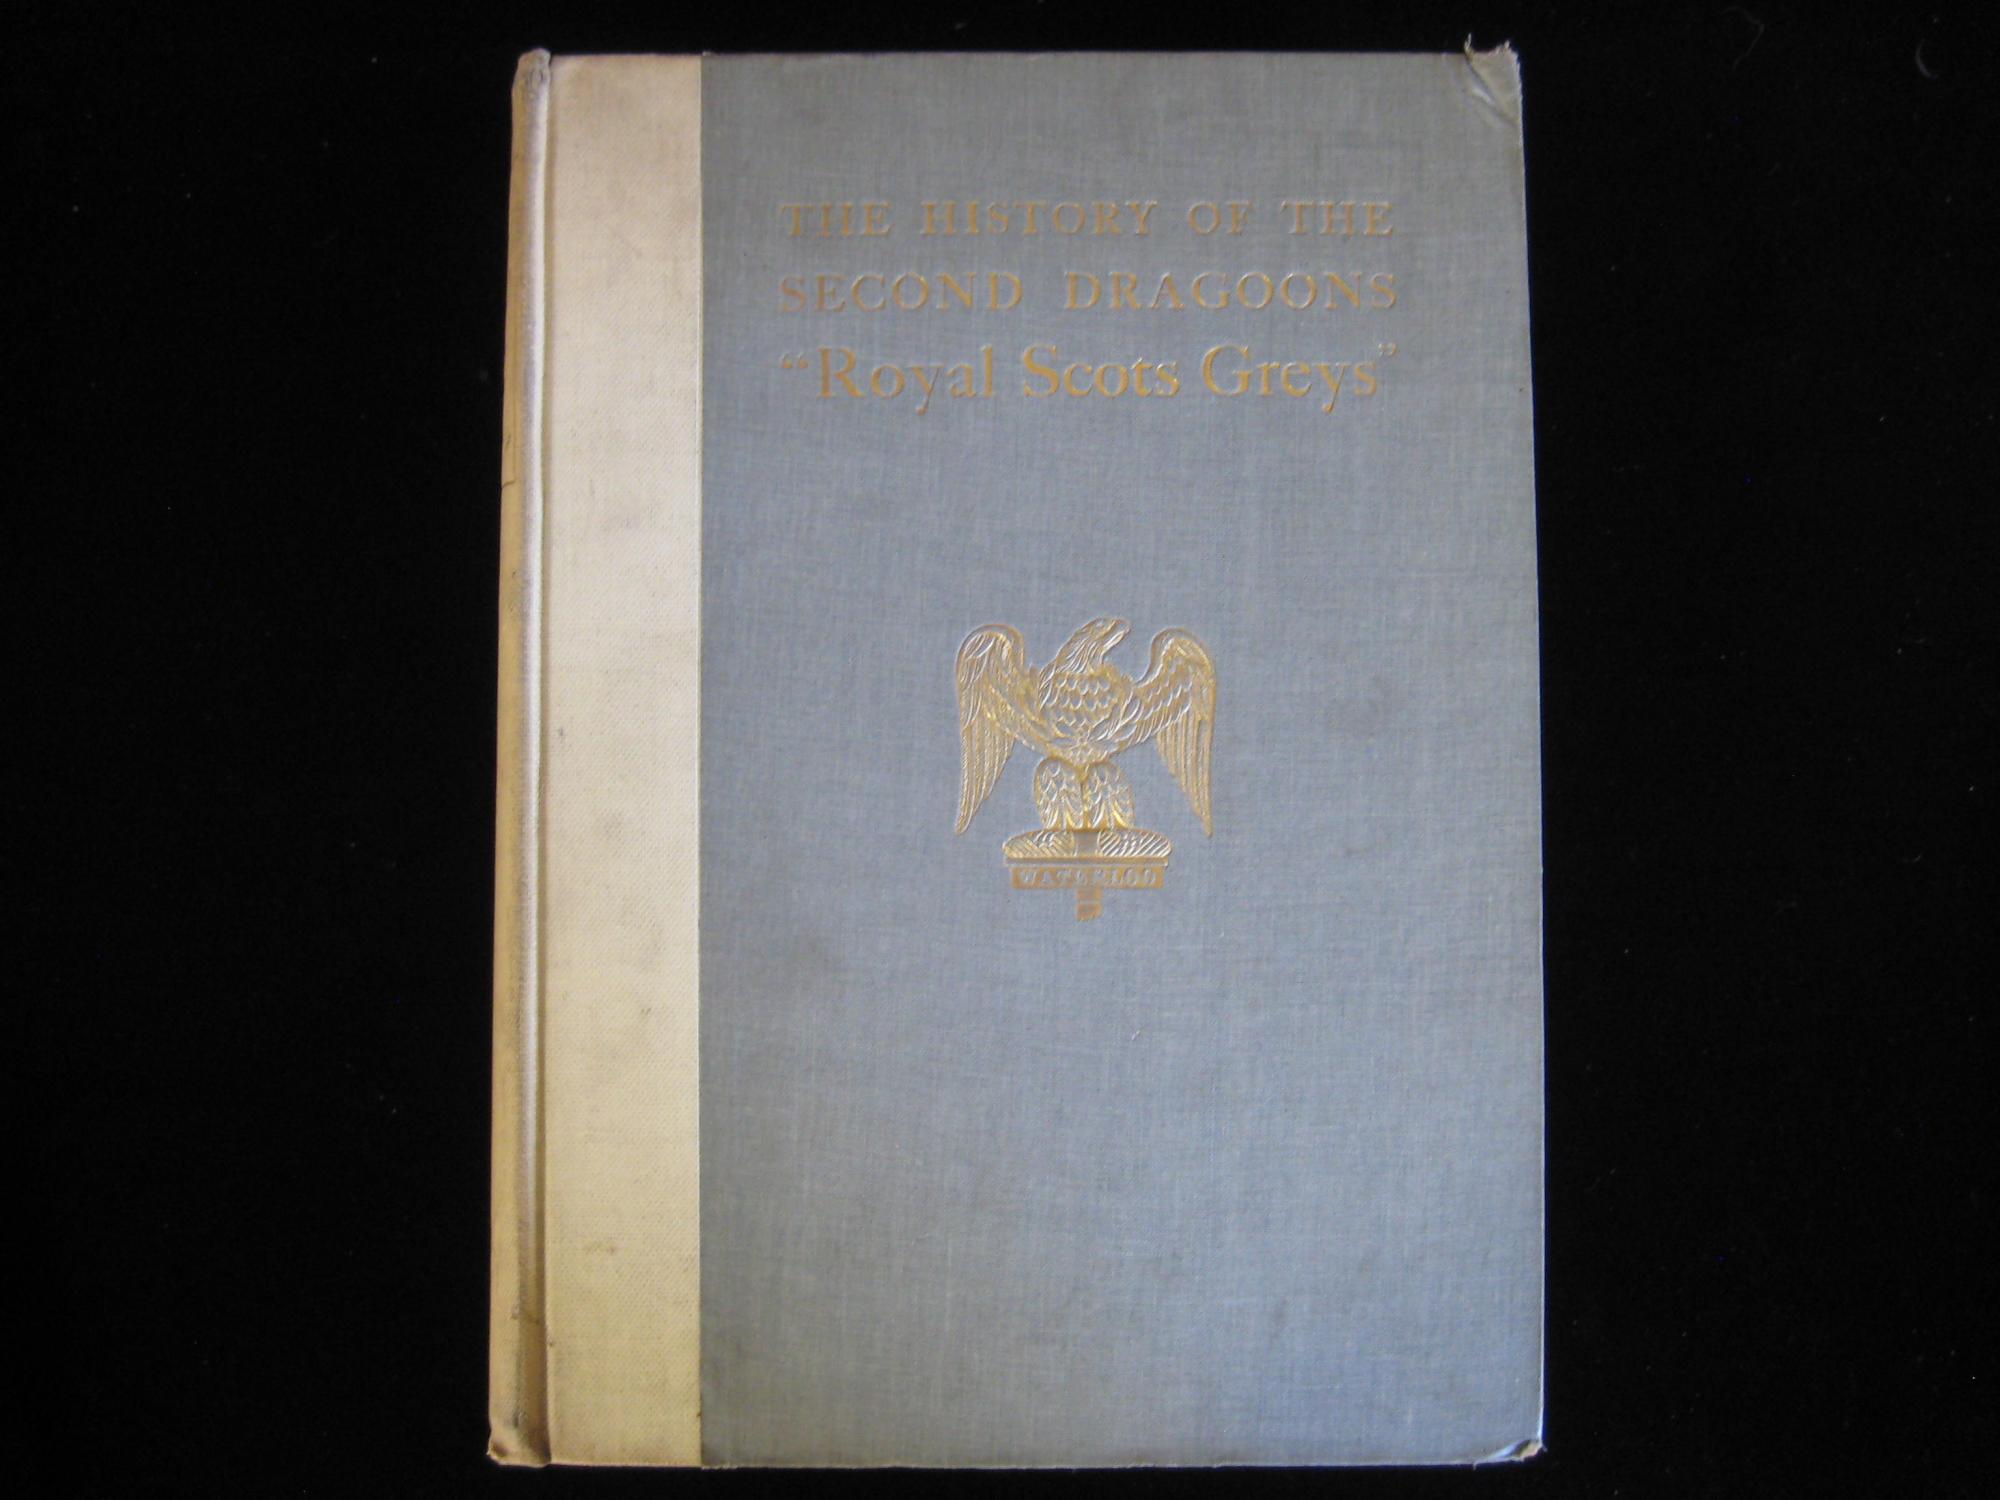 THE HISTORY OF THE
SECOND DRAGOONS
“Royal Scots Greys”
WATERLOO